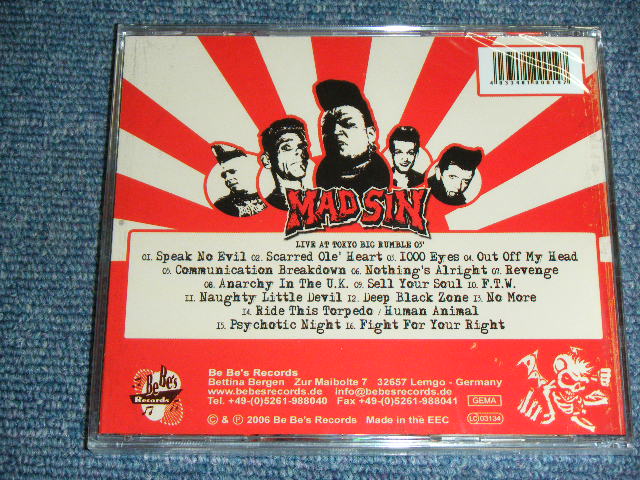 MAD SIN
LIVE AT TOKYO BIG RUMBLE 05'
01. Speak No Evil 02. Scarred Ole' Heart 03. 1000 Eyes 04. Out Off My Head
05. Communication Breakdown 06. Nothing's Alright 07. Revenge
08. Anarchy In The U.K. 09. Sell Your Soul 10. F.T.W.
11. Naughty Little Devil 12. Deep Black Zone 13. No More
14. Ride This Torpedo / Human Animal
15. Psychotic Night 16. Fight For Your Right
Be Be's Records
Be Be's Records
Bettina Bergen Zur Maibolte 7 32657 Lemgo - Germany
www.bebesrecords.de info@bebesrecords.de
Tel. +49-(0)5261-988040 Fax +49-(0)5261-988041
GEMA
© & ℗ 2006 Be Be's Records Made in the EEC
LC 03134